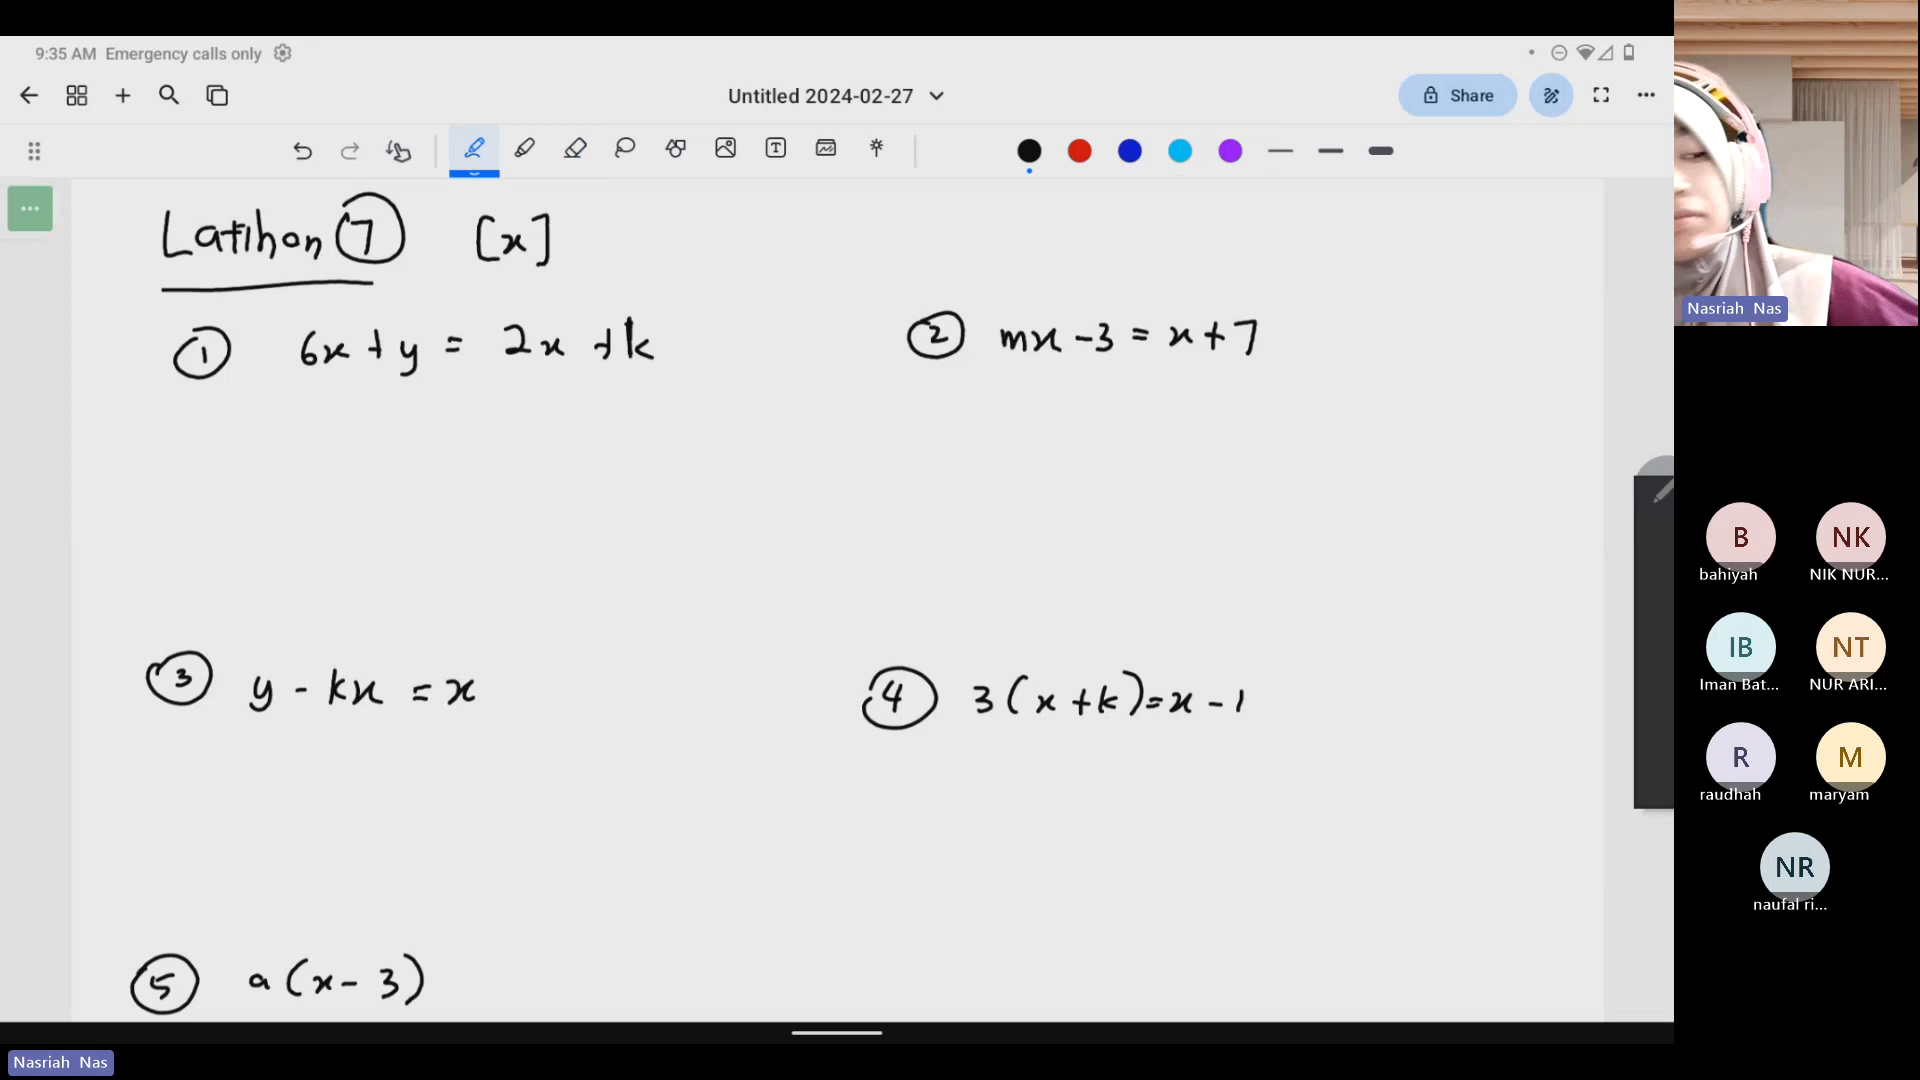 9:35 AM Emergency calls only
Untitled 2024-02-27
Share
Latihan 7 [x]
1 6x + y = 2x + k
2 mx - 3 = x + 7
3 y - kx = x
4 3(x + k) = x - 1
5 a(x - 3)
Nasriah Nas
B
bahiyah
NK
NIK NUR...
IB
Iman Bat...
NT
NUR ARI...
R
raudhah
M
maryam
NR
naufal ri...
Nasriah Nas